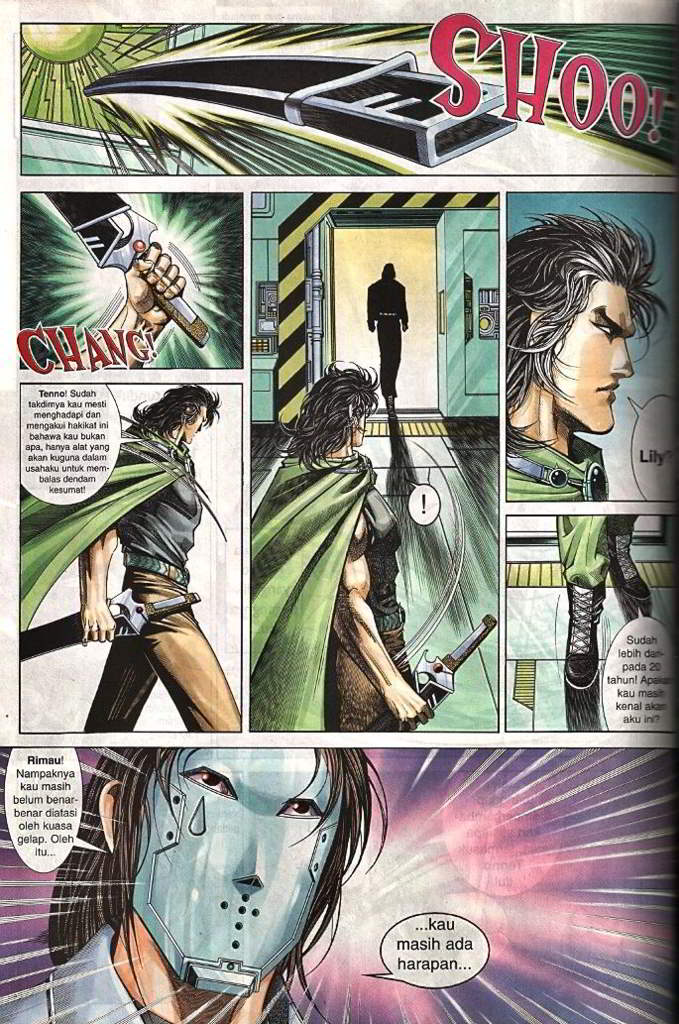 SHOO!
CHANG!
Tenno! Sudah
takdirnya kau mesti
menghadapi dan
mengakui hakikat ini
bahawa kau bukan
apa, hanya alat yang
akan kuguna dalam
usahaku untuk mem-
balas dendam
kesumat!
!
Lily
Sudah
lebih dari-
pada 20
tahun! Apakah
kau masih
kenal akan
aku ini?
Rimau!
Nampaknya
kau masih
belum benar-
benar diatasi
oleh kuasa
gelap. Oleh
itu...
...kau
masih ada
harapan...